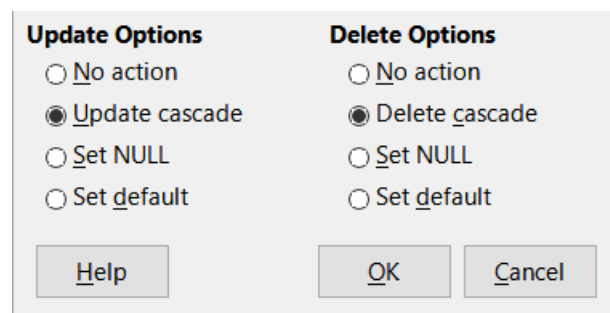 Update Options
No action
Update cascade
Set NULL
Set default
Delete Options
No action
Delete cascade
Set NULL
Set default
Help
OK
Cancel